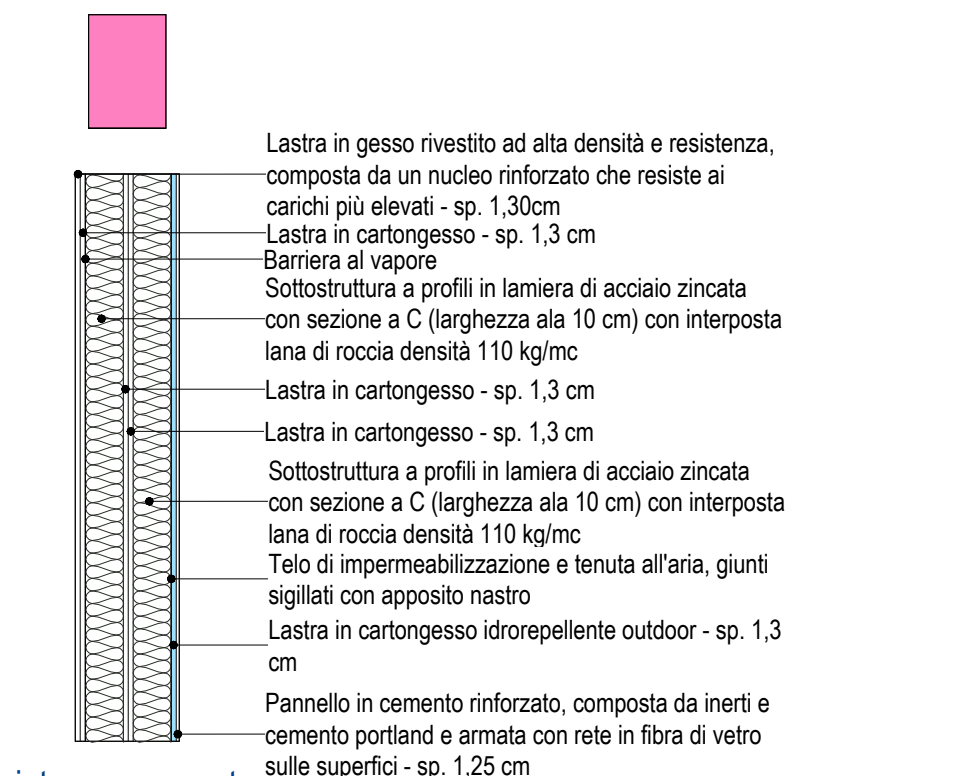 Lastra in gesso rivestito ad alta densità e resistenza,
composta da un nucleo rinforzato che resiste ai
carichi più elevati - sp. 1,30cm
Lastra in cartongesso - sp. 1,3 cm
Barriera al vapore
Sottostruttura a profili in lamiera di acciaio zincata
con sezione a C (larghezza ala 10 cm) con interposta
lana di roccia densità 110 kg/mc
Lastra in cartongesso - sp. 1,3 cm
Lastra in cartongesso - sp. 1,3 cm
Sottostruttura a profili in lamiera di acciaio zincata
con sezione a C (larghezza ala 10 cm) con interposta
lana di roccia densità 110 kg/mc
Telo di impermeabilizzazione e tenuta all'aria, giunti
sigillati con apposito nastro
Lastra in cartongesso idrorepellente outdoor - sp. 1,3
cm
Pannello in cemento rinforzato, composta da inerti e
cemento portland e armata con rete in fibra di vetro
sulle superfici - sp. 1,25 cm